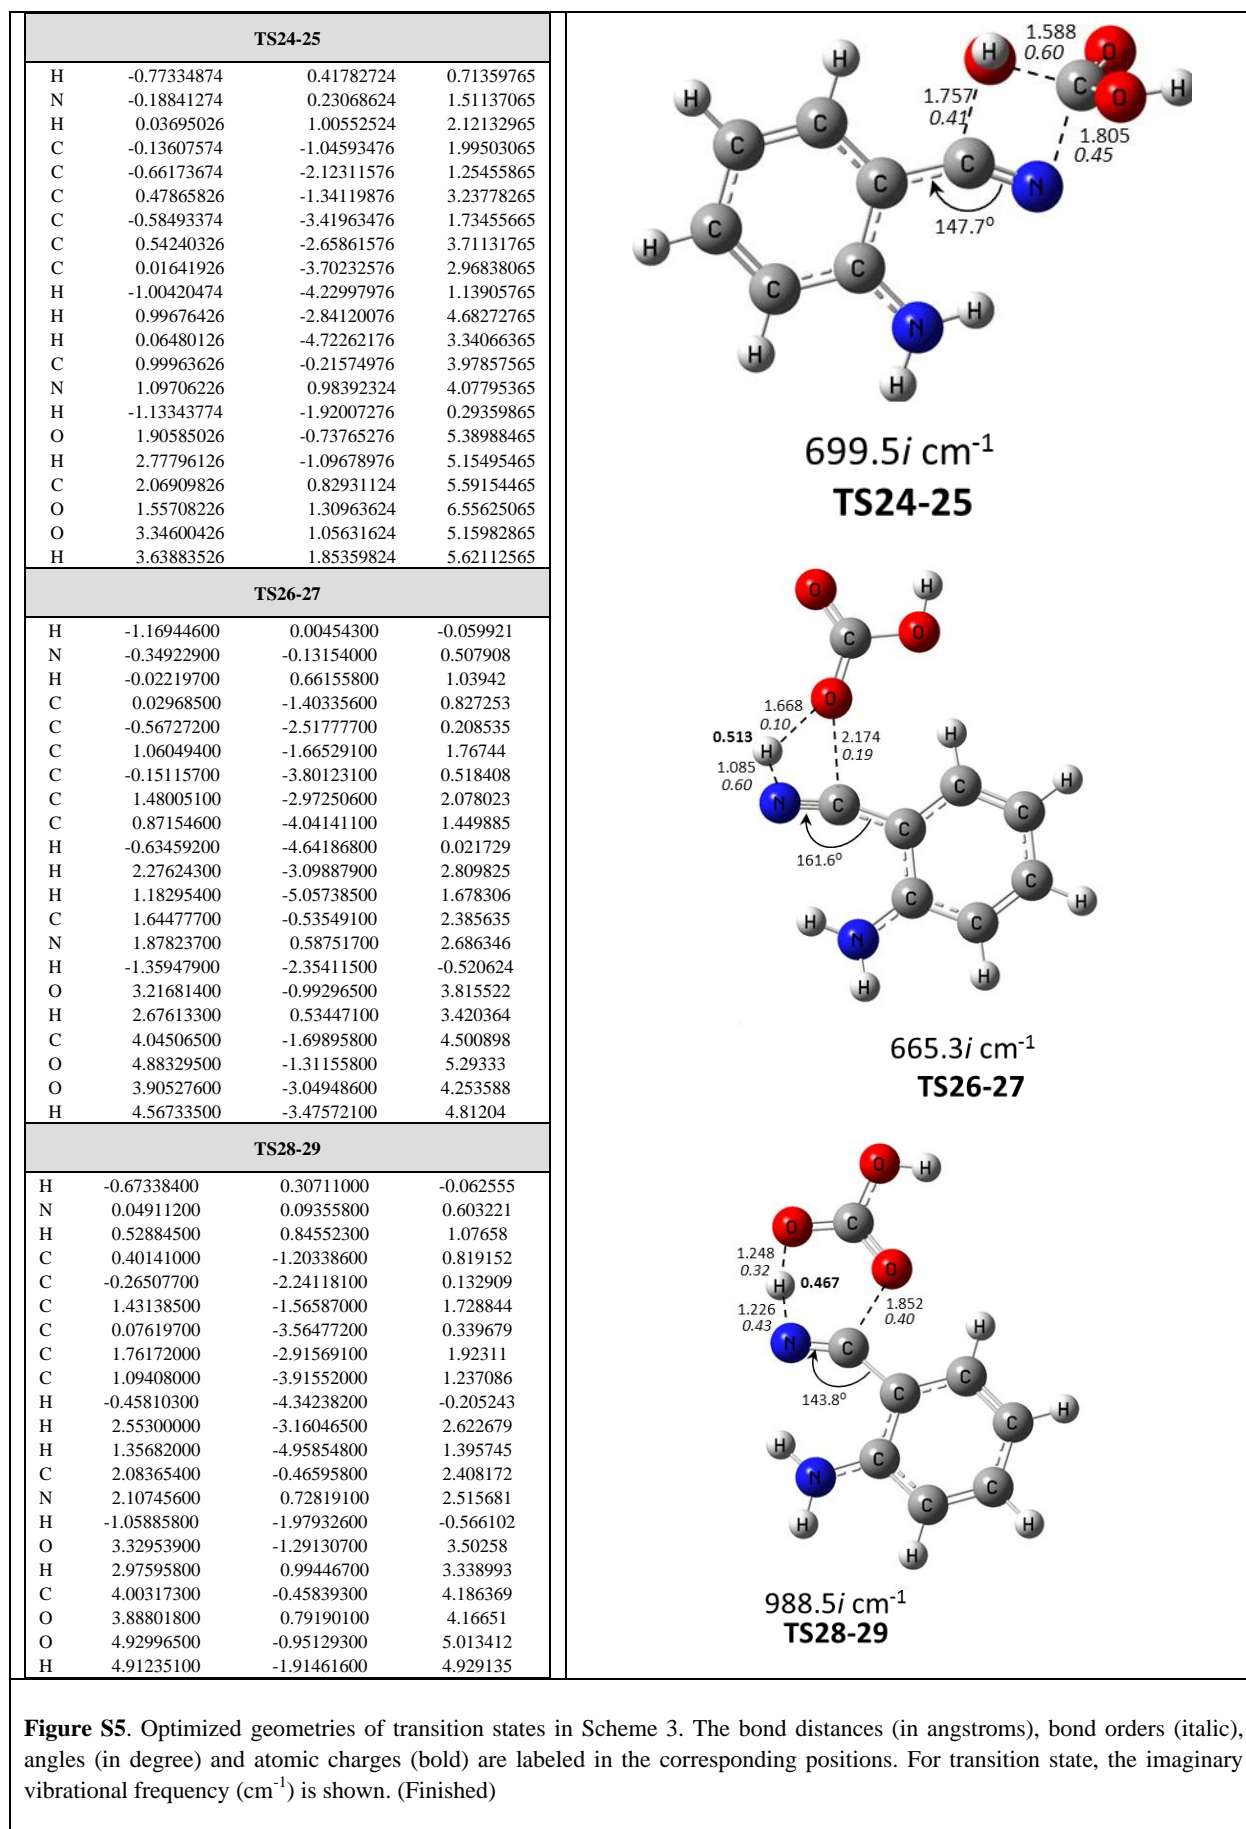 TS24-25
H -0.77334874 0.41782724 0.71359765
N -0.18841274 0.23068624 1.51137065
H 0.03695026 1.00552524 2.12132965
C -0.13607574 -1.04593476 1.99503065
C -0.66173674 -2.12311576 1.25455865
C 0.47865826 -1.34119876 3.23778265
C -0.58493374 -3.41963476 1.73455665
C 0.54240326 -2.65861576 3.71131765
C 0.01641926 -3.70232576 2.96838065
H -1.00420474 -4.22997976 1.13905765
H 0.99676426 -2.84120076 4.68272765
H 0.06480126 -4.72262176 3.34066365
C 0.99963626 -0.21574976 3.97857565
N 1.09706226 0.98392324 4.07795365
H -1.13343774 -1.92007276 0.29359865
O 1.90585026 -0.73765276 5.38988465
H 2.77796126 -1.09678976 5.15495465
C 2.06909826 0.82931124 5.59154465
O 1.55708226 1.30963624 6.55625065
O 3.34600426 1.05631624 5.15982865
H 3.63883526 1.85359824 5.62112565
H
H
H
H
H
H
H
H
C
C
C
C
C
C
C
C
N
N
O
O
1.588
0.60
1.757
0.41
1.805
0.45
147.7⁰
699.5i cm⁻¹
TS24-25
TS26-27
H -1.16944600 0.00454300 -0.059921
N -0.34922900 -0.13154000 0.507908
H -0.02219700 0.66155800 1.03942
C 0.02968500 -1.40335600 0.827253
C -0.56727200 -2.51777700 0.208535
C 1.06049400 -1.66529100 1.76744
C -0.15115700 -3.80123100 0.518408
C 1.48005100 -2.97250600 2.078023
C 0.87154600 -4.04141100 1.449885
H -0.63459200 -4.64186800 0.021729
H 2.27624300 -3.09887900 2.809825
H 1.18295400 -5.05738500 1.678306
C 1.64477700 -0.53549100 2.385635
N 1.87823700 0.58751700 2.686346
H -1.35947900 -2.35411500 -0.520624
O 3.21681400 -0.99296500 3.815522
H 2.67613300 0.53447100 3.420364
C 4.04506500 -1.69895800 4.500898
O 4.88329500 -1.31155800 5.29333
O 3.90527600 -3.04948600 4.253588
H 4.56733500 -3.47572100 4.81204
O
H
C
O
O
1.668
0.10
0.513
H
1.085
0.60
2.174
0.19
N
C
161.6⁰
H
C
H
C
C
C
C
C
H
H
N
H
H
665.3i cm⁻¹
TS26-27
TS28-29
H -0.67338400 0.30711000 -0.062555
N 0.04911200 0.09355800 0.603221
H 0.52884500 0.84552300 1.07658
C 0.40141000 -1.20338600 0.819152
C -0.26507700 -2.24118100 0.132909
C 1.43138500 -1.56587000 1.728844
C 0.07619700 -3.56477200 0.339679
C 1.76172000 -2.91569100 1.92311
C 1.09408000 -3.91552000 1.237086
H -0.45810300 -4.34238200 -0.205243
H 2.55300000 -3.16046500 2.622679
H 1.35682000 -4.95854800 1.395745
C 2.08365400 -0.46595800 2.408172
N 2.10745600 0.72819100 2.515681
H -1.05885800 -1.97932600 -0.566102
O 3.32953900 -1.29130700 3.50258
H 2.97595800 0.99446700 3.338993
C 4.00317300 -0.45839300 4.186369
O 3.88801800 0.79190100 4.16651
O 4.92996500 -0.95129300 5.013412
H 4.91235100 -1.91461600 4.929135
O
H
O
C
O
1.248
0.32
H
0.467
1.226
0.43
1.852
0.40
N
C
143.8⁰
H
C
C
C
H
H
C
N
C
C
H
H
H
988.5i cm⁻¹
TS28-29
Figure S5. Optimized geometries of transition states in Scheme 3. The bond distances (in angstroms), bond orders (italic),
angles (in degree) and atomic charges (bold) are labeled in the corresponding positions. For transition state, the imaginary
vibrational frequency (cm⁻¹) is shown. (Finished)